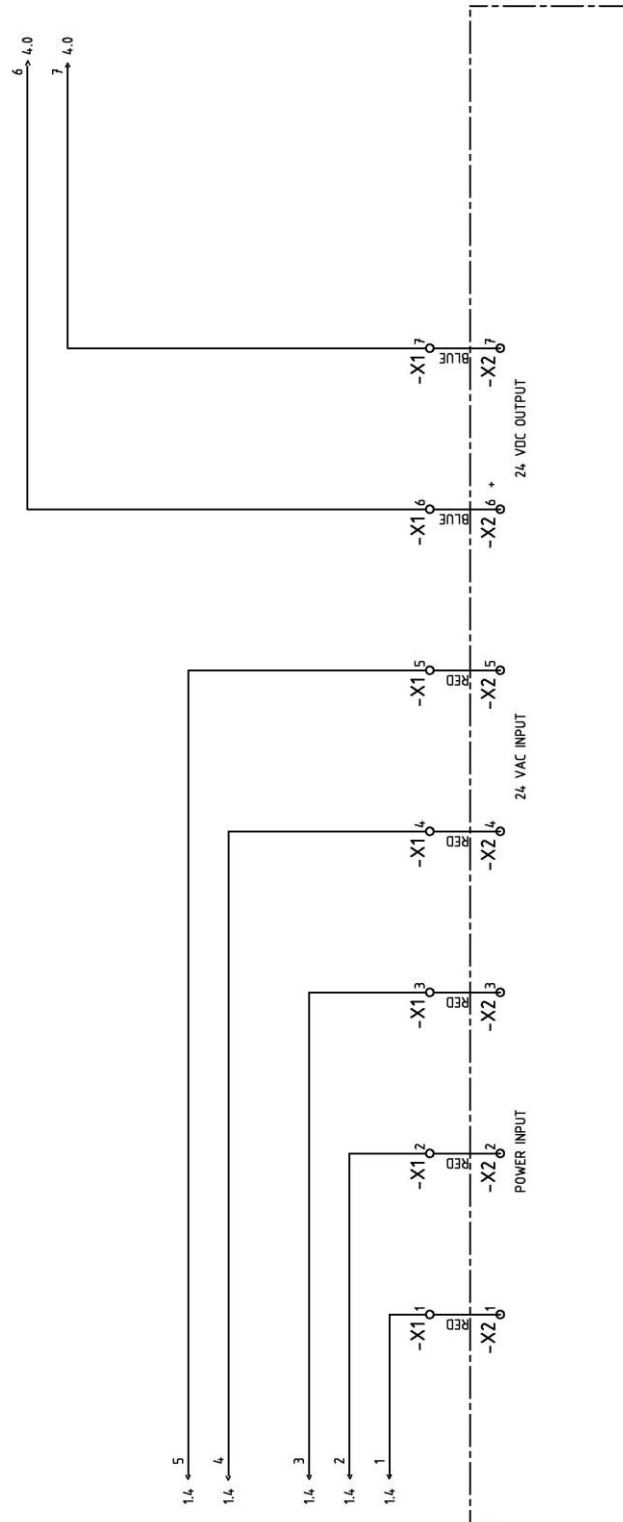 6 4.0
7 4.0
1.4 5
1.4 4
1.4 3
1.4 2
1.4 1
-X1 1 -X1 2 -X1 3 -X1 4 -X1 5 -X1 6 -X1 7
RED RED RED RED RED BLUE BLUE
-X2 1 -X2 2 -X2 3 -X2 4 -X2 5 -X2 6 + -X2 7
POWER INPUT 24 VAC INPUT 24 VDC OUTPUT